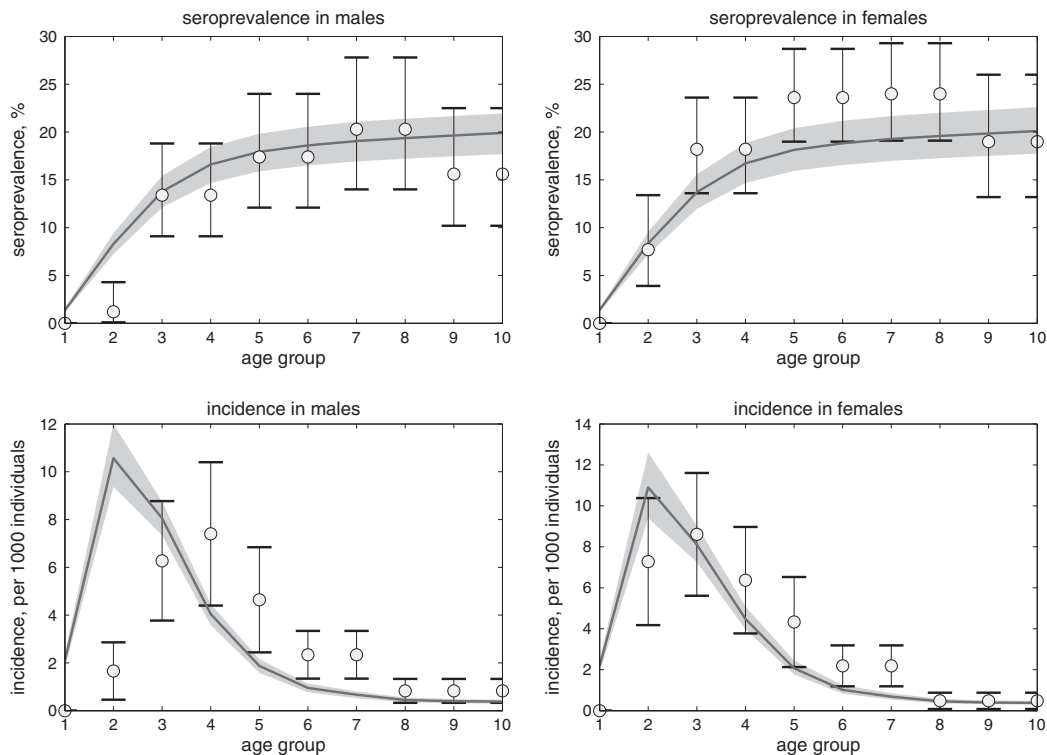 seroprevalence in males
30
25
20
15
10
5
0
seroprevalence, %
1 2 3 4 5 6 7 8 9 10
age group
seroprevalence in females
30
25
20
15
10
5
0
seroprevalence, %
1 2 3 4 5 6 7 8 9 10
age group
incidence in males
12
10
8
6
4
2
0
incidence, per 1000 individuals
1 2 3 4 5 6 7 8 9 10
age group
incidence in females
14
12
10
8
6
4
2
0
incidence, per 1000 individuals
1 2 3 4 5 6 7 8 9 10
age group